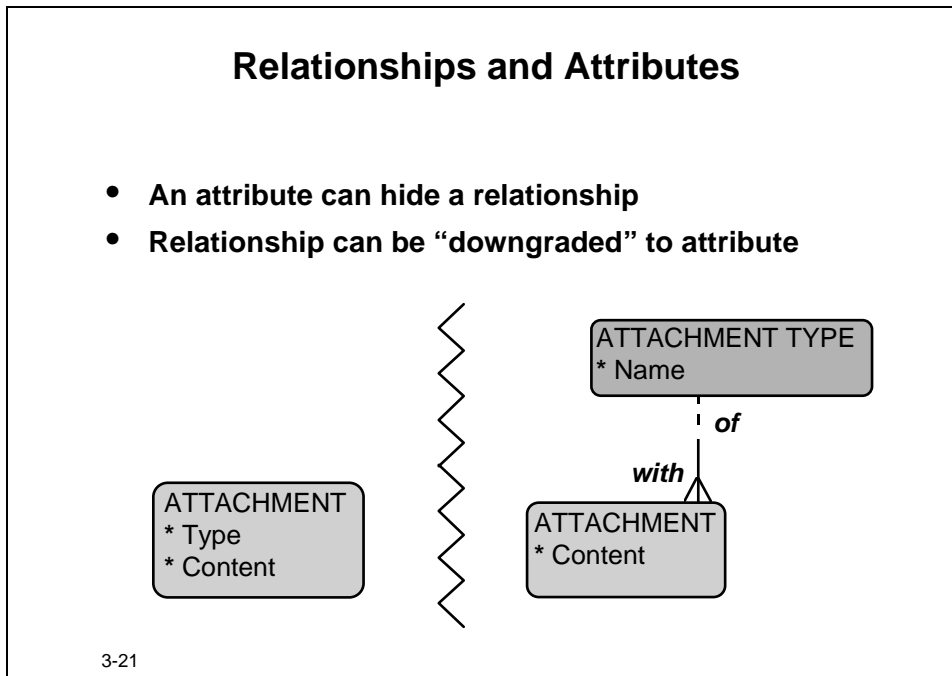 Relationships and Attributes
• An attribute can hide a relationship
• Relationship can be “downgraded” to attribute
ATTACHMENT
* Type
* Content
ATTACHMENT TYPE
* Name
of
with
ATTACHMENT
* Content
3-21